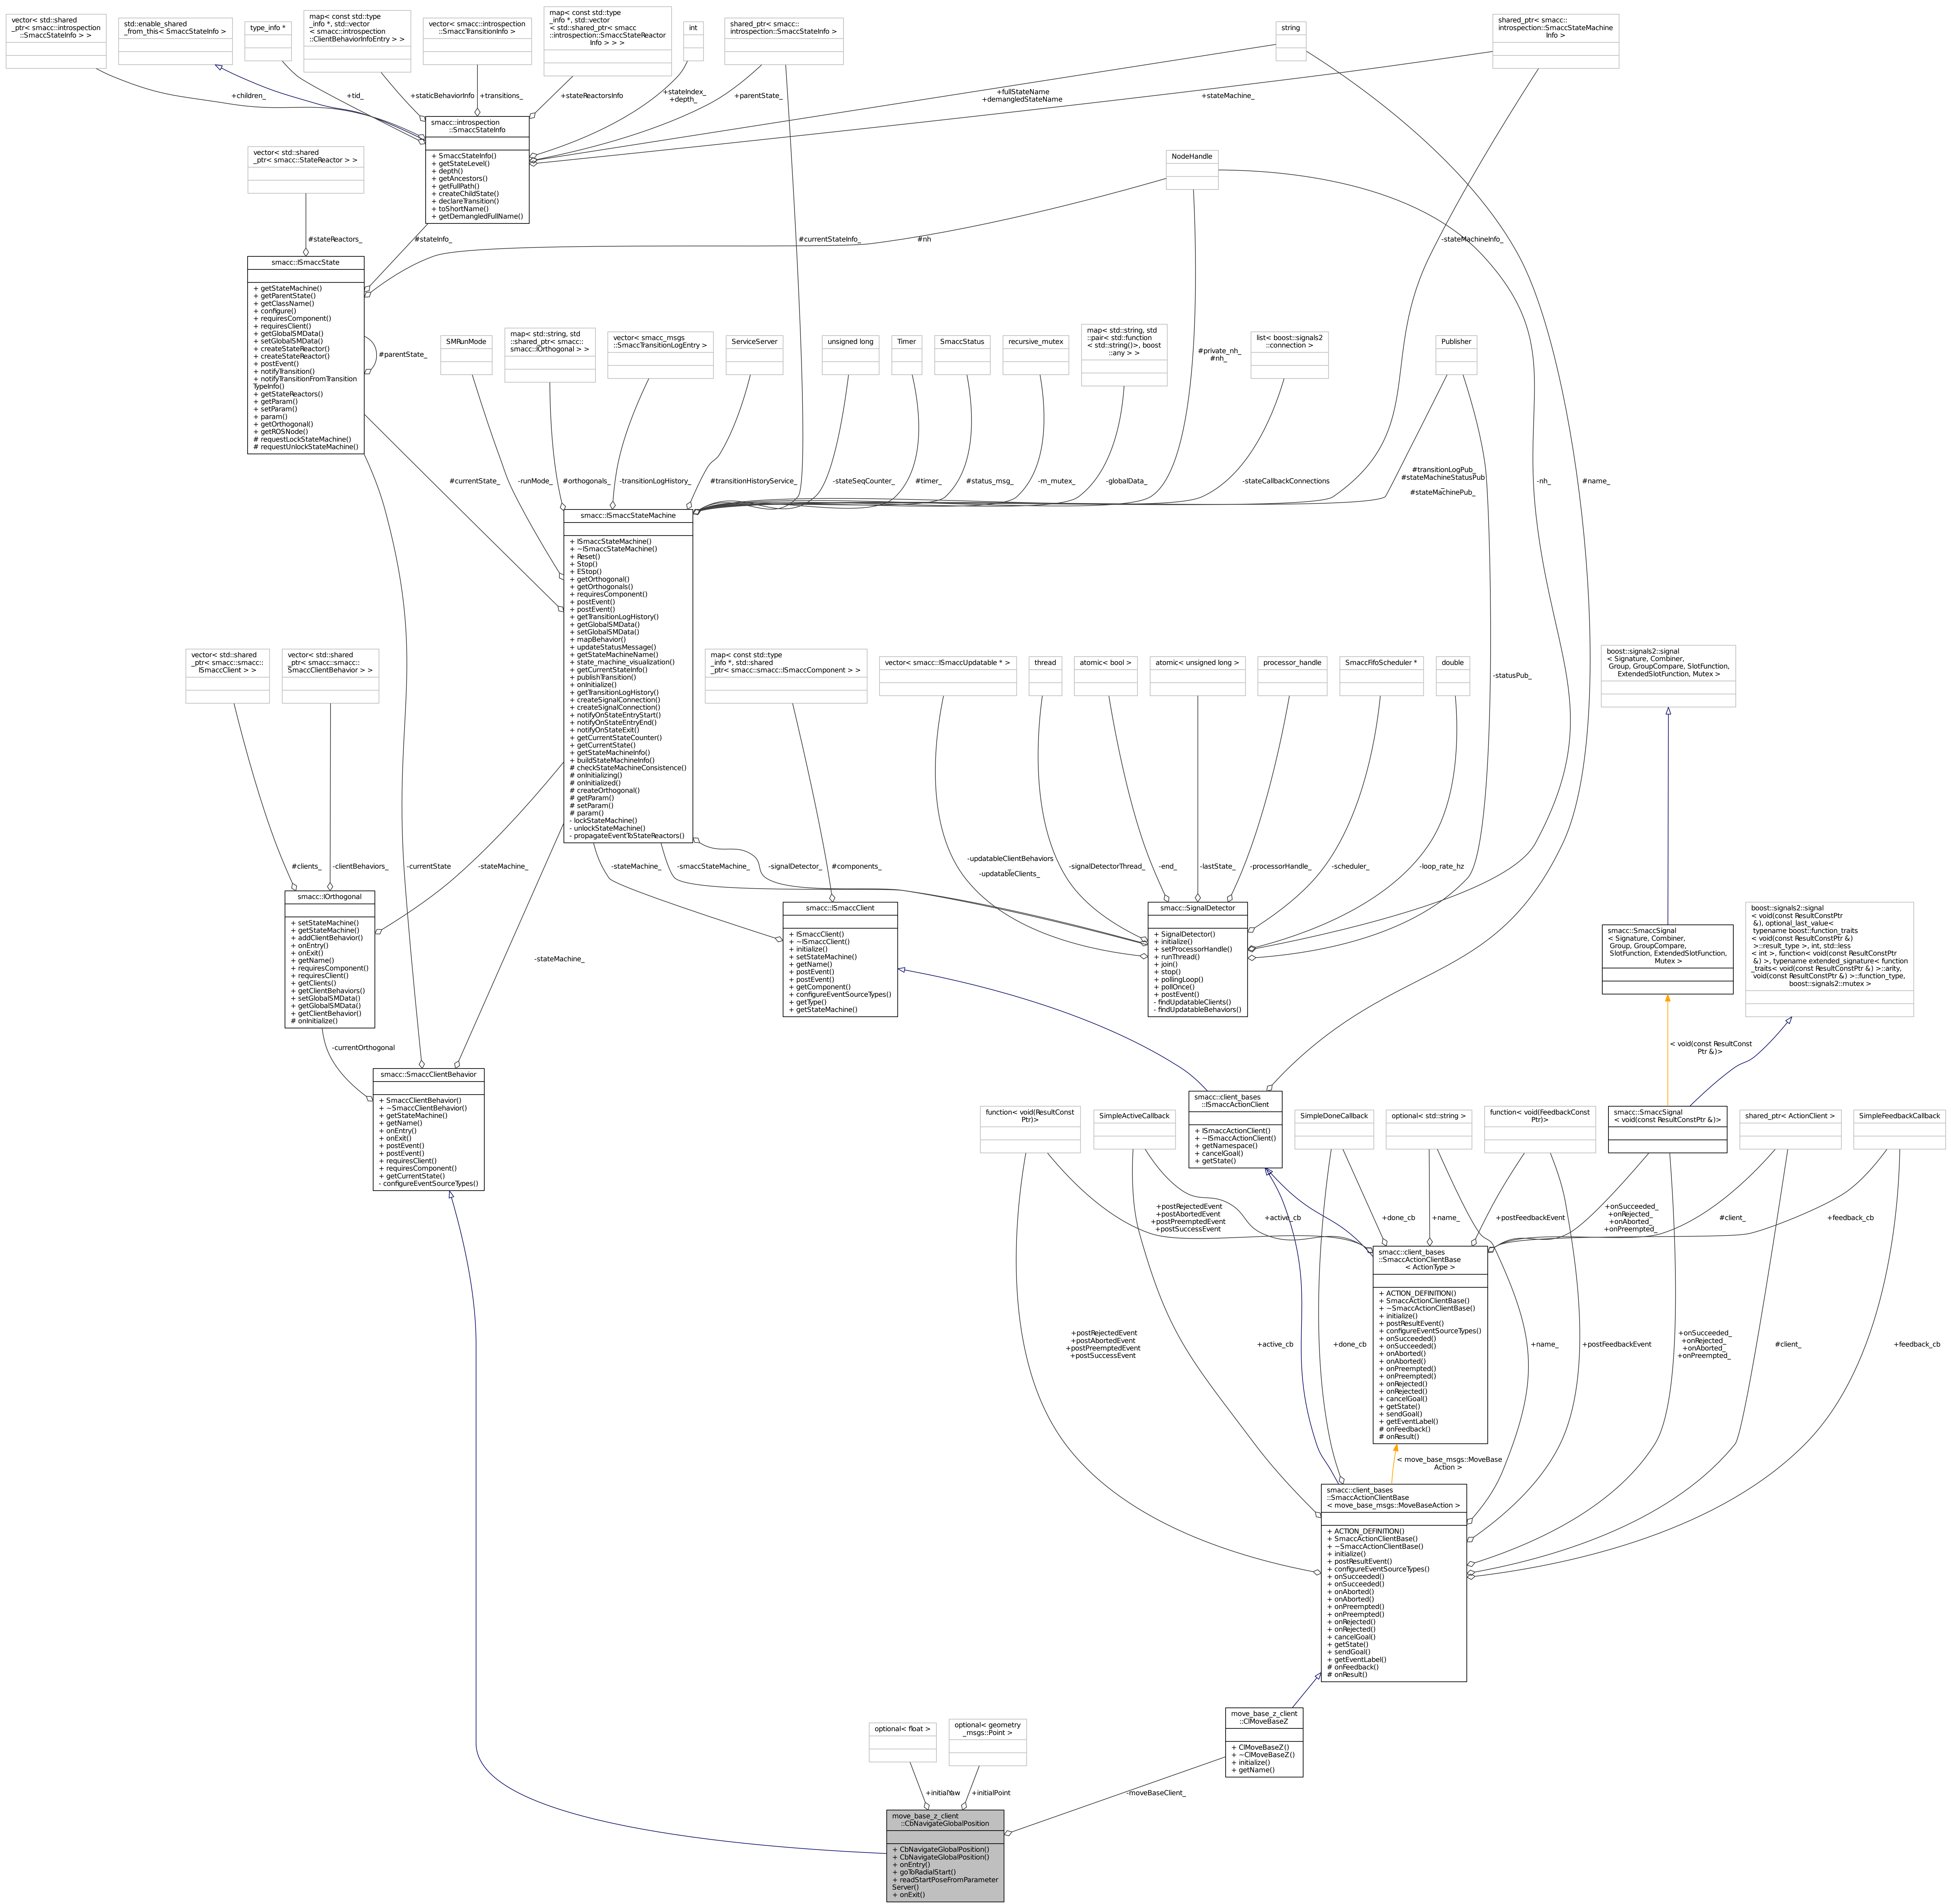 vector< std::shared
_ptr< smacc::introspection
::SmaccStateInfo > >
std::enable_shared
_from_this< SmaccStateInfo >
type_info *
map< const std::type
_info *, std::vector
< smacc::introspection
::ClientBehaviorInfoEntry > >
vector< smacc::introspection
::SmaccTransitionInfo >
map< const std::type
_info *, std::vector
< std::shared_ptr< smacc
::introspection::SmaccStateReactor
Info > > >
int
shared_ptr< smacc::
introspection::SmaccStateInfo >
string
shared_ptr< smacc::
introspection::SmaccStateMachine
Info >
+children_
+tid_
+staticBehaviorInfo
+transitions_
+stateReactorsInfo
+stateIndex_
+depth_
+parentState_
+fullStateName
+demangledStateName
+stateMachine_
smacc::introspection
::SmaccStateInfo
+ SmaccStateInfo()
+ getStateLevel()
+ depth()
+ getAncestors()
+ getFullPath()
+ createChildState()
+ declareTransition()
+ toShortName()
+ getDemangledFullName()
vector< std::shared
_ptr< smacc::StateReactor > >
NodeHandle
#stateReactors_
#stateInfo_
#currentStateInfo_
#nh
-stateMachineInfo_
smacc::ISmaccState
+ getStateMachine()
+ getParentState()
+ getClassName()
+ configure()
+ requiresComponent()
+ requiresClient()
+ getGlobalSMData()
+ setGlobalSMData()
+ createStateReactor()
+ createStateReactor()
+ postEvent()
+ notifyTransition()
+ notifyTransitionFromTransition
TypeInfo()
+ getStateReactors()
+ getParam()
+ setParam()
+ param()
+ getOrthogonal()
+ getROSNode()
# requestLockStateMachine()
# requestUnlockStateMachine()
#parentState_
SMRunMode
map< std::string, std
::shared_ptr< smacc::
smacc::IOrthogonal > >
vector< smacc_msgs
::SmaccTransitionLogEntry >
ServiceServer
unsigned long
Timer
SmaccStatus
recursive_mutex
map< std::string, std
::pair< std::function
< std::string()>, boost
::any > >
#private_nh_
#nh_
list< boost::signals2
::connection >
Publisher
#currentState_
-runMode_
#orthogonals_
-transitionLogHistory_
#transitionHistoryService_
-stateSeqCounter_
#timer_
#status_msg_
-m_mutex_
-globalData_
-stateCallbackConnections
#transitionLogPub_
#stateMachineStatusPub
_
#stateMachinePub_
-nh_
#name_
smacc::ISmaccStateMachine
+ ISmaccStateMachine()
+ ~ISmaccStateMachine()
+ Reset()
+ Stop()
+ EStop()
+ getOrthogonal()
+ getOrthogonals()
+ requiresComponent()
+ postEvent()
+ postEvent()
+ getTransitionLogHistory()
+ getGlobalSMData()
+ setGlobalSMData()
+ mapBehavior()
+ updateStatusMessage()
+ getStateMachineName()
+ state_machine_visualization()
+ getCurrentStateInfo()
+ publishTransition()
+ onInitialize()
+ getTransitionLogHistory()
+ createSignalConnection()
+ createSignalConnection()
+ notifyOnStateEntryStart()
+ notifyOnStateEntryEnd()
+ notifyOnStateExit()
+ getCurrentStateCounter()
+ getCurrentState()
+ getStateMachineInfo()
+ buildStateMachineInfo()
# checkStateMachineConsistence()
# onInitializing()
# onInitialized()
# createOrthogonal()
# getParam()
# setParam()
# param()
- lockStateMachine()
- unlockStateMachine()
- propagateEventToStateReactors()
vector< std::shared
_ptr< smacc::smacc::
ISmaccClient > >
vector< std::shared
_ptr< smacc::smacc::
SmaccClientBehavior > >
map< const std::type
_info *, std::shared
_ptr< smacc::smacc::ISmaccComponent > >
vector< smacc::ISmaccUpdatable * >
thread
atomic< bool >
atomic< unsigned long >
processor_handle
SmaccFifoScheduler *
double
-statusPub_
boost::signals2::signal
< Signature, Combiner,
Group, GroupCompare, SlotFunction,
ExtendedSlotFunction, Mutex >
#clients_
-clientBehaviors_
-currentState
-stateMachine_
-stateMachine_
-smaccStateMachine_
-signalDetector_
#components_
-updatableClientBehaviors
_
-updatableClients_
-signalDetectorThread_
-end_
-lastState_
-processorHandle_
-scheduler_
-loop_rate_hz
smacc::IOrthogonal
+ setStateMachine()
+ getStateMachine()
+ addClientBehavior()
+ onEntry()
+ onExit()
+ getName()
+ requiresComponent()
+ requiresClient()
+ getClients()
+ getClientBehaviors()
+ setGlobalSMData()
+ getGlobalSMData()
+ getClientBehavior()
# onInitialize()
-stateMachine_
smacc::ISmaccClient
+ ISmaccClient()
+ ~ISmaccClient()
+ initialize()
+ setStateMachine()
+ getName()
+ postEvent()
+ postEvent()
+ getComponent()
+ configureEventSourceTypes()
+ getType()
+ getStateMachine()
smacc::SignalDetector
+ SignalDetector()
+ initialize()
+ setProcessorHandle()
+ runThread()
+ join()
+ stop()
+ pollingLoop()
+ pollOnce()
+ postEvent()
- findUpdatableClients()
- findUpdatableBehaviors()
smacc::SmaccSignal
< Signature, Combiner,
Group, GroupCompare,
SlotFunction, ExtendedSlotFunction,
Mutex >
boost::signals2::signal
< void(const ResultConstPtr
&), optional_last_value<
typename boost::function_traits
< void(const ResultConstPtr &)
>::result_type >, int, std::less
< int >, function< void(const ResultConstPtr
&) >, typename extended_signature< function
_traits< void(const ResultConstPtr &) >::arity,
void(const ResultConstPtr &) >::function_type,
boost::signals2::mutex >
-currentOrthogonal
< void(const ResultConst
Ptr &)>
smacc::SmaccClientBehavior
+ SmaccClientBehavior()
+ ~SmaccClientBehavior()
+ getStateMachine()
+ getName()
+ onEntry()
+ onExit()
+ postEvent()
+ postEvent()
+ requiresClient()
+ requiresComponent()
+ getCurrentState()
- configureEventSourceTypes()
function< void(ResultConst
Ptr)>
SimpleActiveCallback
smacc::client_bases
::ISmaccActionClient
+ ISmaccActionClient()
+ ~ISmaccActionClient()
+ getNamespace()
+ cancelGoal()
+ getState()
SimpleDoneCallback
optional< std::string >
function< void(FeedbackConst
Ptr)>
smacc::SmaccSignal
< void(const ResultConstPtr &)>
shared_ptr< ActionClient >
SimpleFeedbackCallback
+postRejectedEvent
+postAbortedEvent
+postPreemptedEvent
+postSuccessEvent
+active_cb
+done_cb
+name_
+postFeedbackEvent
+onSucceeded_
+onRejected_
+onAborted_
+onPreempted_
#client_
+feedback_cb
smacc::client_bases
::SmaccActionClientBase
< ActionType >
+ ACTION_DEFINITION()
+ SmaccActionClientBase()
+ ~SmaccActionClientBase()
+ initialize()
+ postResultEvent()
+ configureEventSourceTypes()
+ onSucceeded()
+ onSucceeded()
+ onAborted()
+ onAborted()
+ onPreempted()
+ onPreempted()
+ onRejected()
+ onRejected()
+ cancelGoal()
+ getState()
+ sendGoal()
+ getEventLabel()
# onFeedback()
# onResult()
+postRejectedEvent
+postAbortedEvent
+postPreemptedEvent
+postSuccessEvent
+active_cb
+done_cb
+name_
+postFeedbackEvent
+onSucceeded_
+onRejected_
+onAborted_
+onPreempted_
#client_
+feedback_cb
< move_base_msgs::MoveBase
Action >
smacc::client_bases
::SmaccActionClientBase
< move_base_msgs::MoveBaseAction >
+ ACTION_DEFINITION()
+ SmaccActionClientBase()
+ ~SmaccActionClientBase()
+ initialize()
+ postResultEvent()
+ configureEventSourceTypes()
+ onSucceeded()
+ onSucceeded()
+ onAborted()
+ onAborted()
+ onPreempted()
+ onPreempted()
+ onRejected()
+ onRejected()
+ cancelGoal()
+ getState()
+ sendGoal()
+ getEventLabel()
# onFeedback()
# onResult()
move_base_z_client
::ClMoveBaseZ
+ ClMoveBaseZ()
+ ~ClMoveBaseZ()
+ initialize()
+ getName()
optional< float >
optional< geometry
_msgs::Point >
+initialYaw
+initialPoint
-moveBaseClient_
move_base_z_client
::CbNavigateGlobalPosition
+ CbNavigateGlobalPosition()
+ CbNavigateGlobalPosition()
+ onEntry()
+ goToRadialStart()
+ readStartPoseFromParameter
Server()
+ onExit()